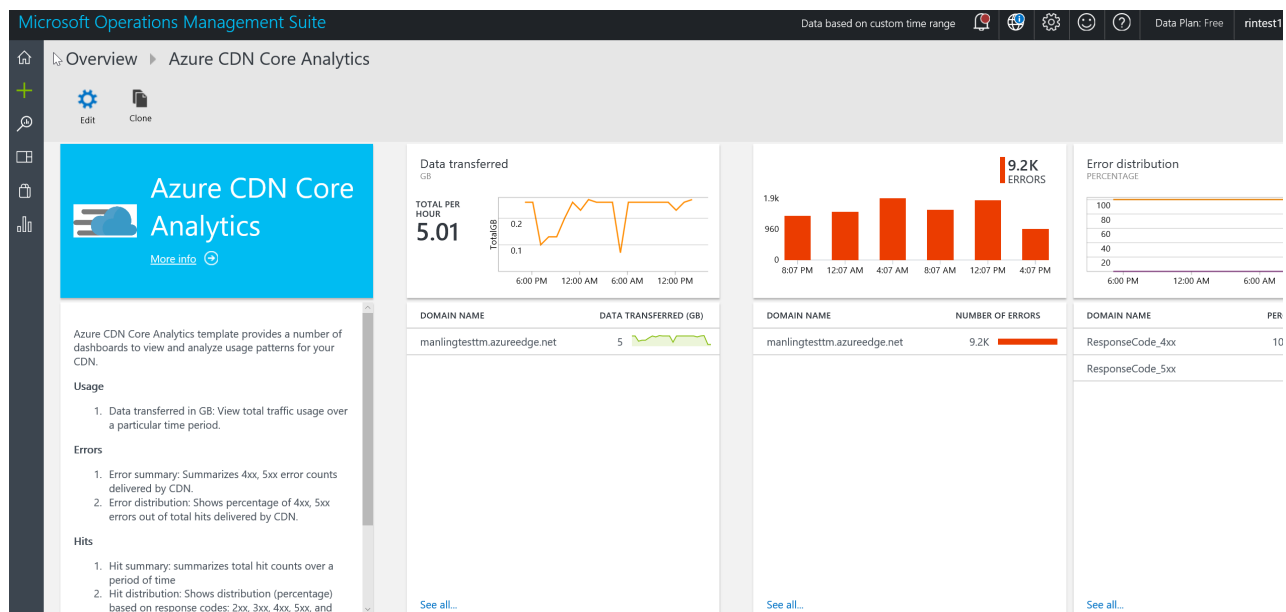 Microsoft Operations Management Suite
Data based on custom time range
Data Plan: Free
rintest1
Overview
Azure CDN Core Analytics
Edit
Clone
Azure CDN Core
Analytics
More info
Azure CDN Core Analytics template provides a number of
dashboards to view and analyze usage patterns for your
CDN.
Usage
1. Data transferred in GB: View total traffic usage over
a particular time period.
Errors
1. Error summary: Summarizes 4xx, 5xx error counts
delivered by CDN.
2. Error distribution: Shows percentage of 4xx, 5xx
errors out of total hits delivered by CDN.
Hits
1. Hit summary: summarizes total hit counts over a
period of time
2. Hit distribution: Shows distribution (percentage)
based on response codes: 2xx, 3xx, 4xx, 5xx, and
Data transferred
GB
TOTAL PER
HOUR
5.01
TotalGB
0.2
0.1
6:00 PM 12:00 AM 6:00 AM 12:00 PM
DOMAIN NAME DATA TRANSFERRED (GB)
manlingtesttm.azureedge.net 5
See all...
9.2K
ERRORS
1.9k
960
0
8:07 PM 12:07 AM 4:07 AM 8:07 AM 12:07 PM 4:07 PM
DOMAIN NAME NUMBER OF ERRORS
manlingtesttm.azureedge.net 9.2K
See all...
Error distribution
PERCENTAGE
100
80
60
40
20
6:00 PM 12:00 AM 6:00 AM
DOMAIN NAME PER
ResponseCode_4xx 10
ResponseCode_5xx
See all...